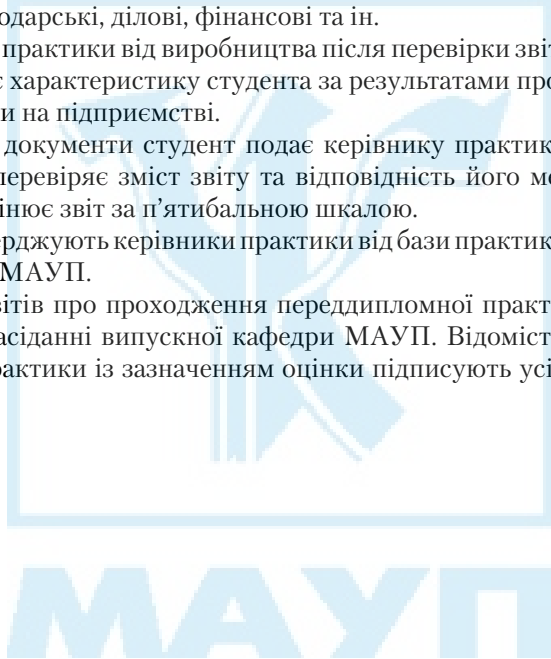 одарські, ділові, фінансові та ін.
практики від виробництва після перевірки звіт
є характеристику студента за результатами про
и на підприємстві.
документи студент подає керівнику практик
перевіряє зміст звіту та відповідність його ме
інює звіт за п’ятибальною шкалою.
ерджують керівники практики від бази практик
МАУП.
вітів про проходження переддипломної практ
асіданні випускної кафедри МАУП. Відоміст
рактики із зазначенням оцінки підписують усі
МАУП